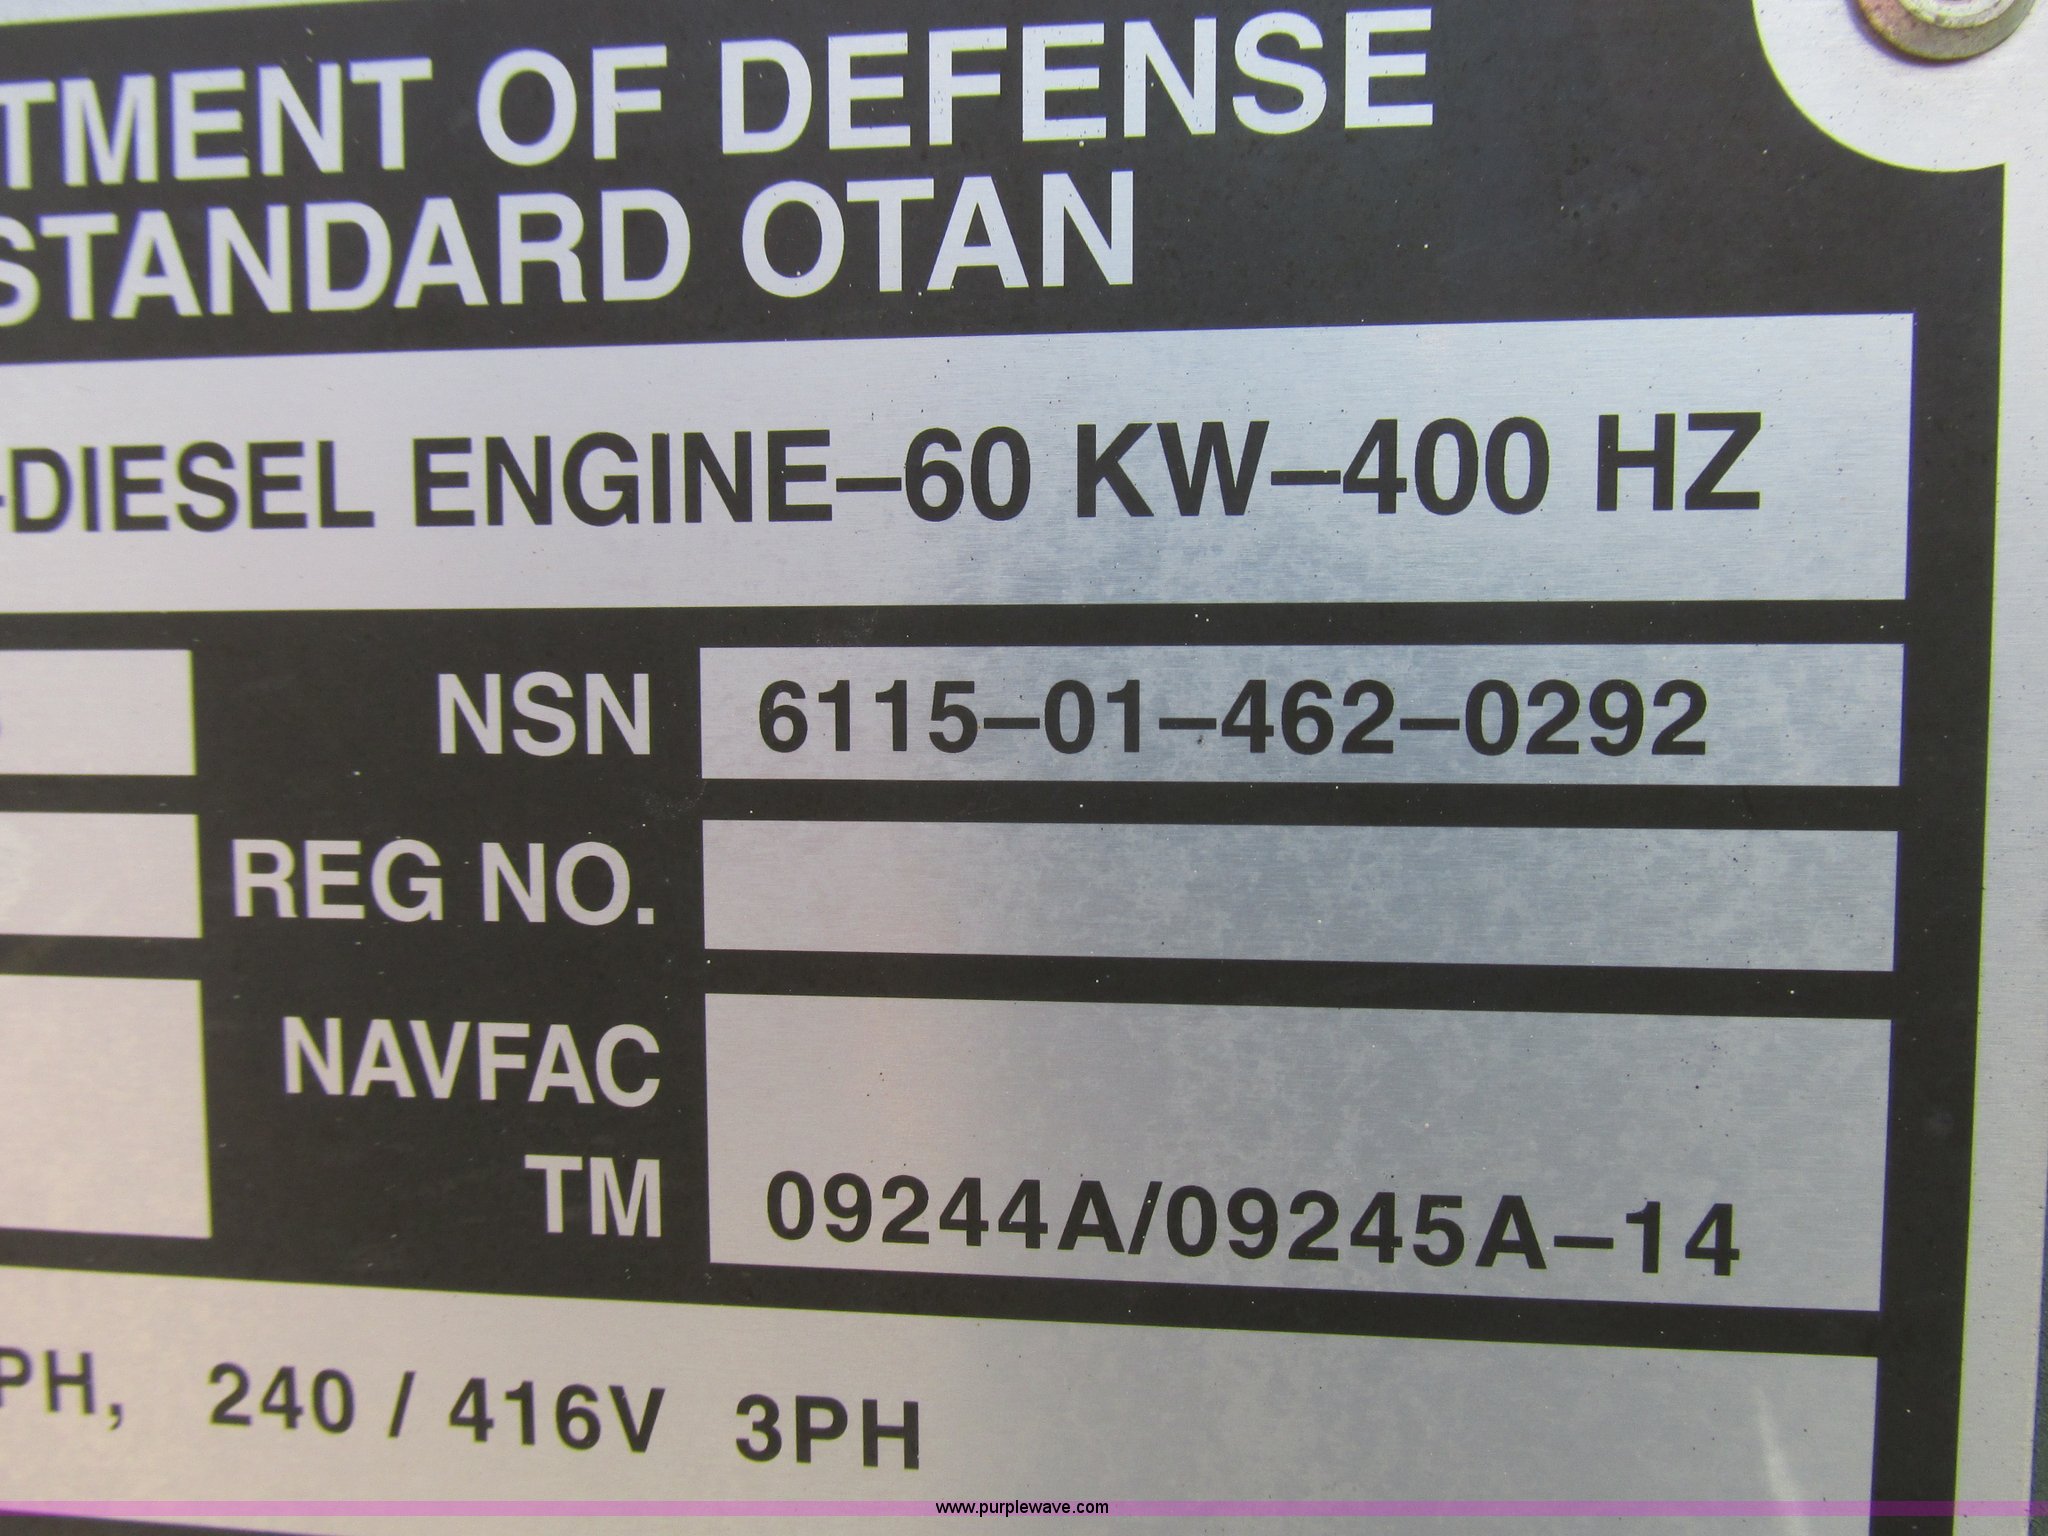 TMENT OF DEFENSE
STANDARD OTAN
-DIESEL ENGINE–60 KW–400 HZ
NSN 6115–01–462–0292
REG NO.
NAVFAC
TM 09244A/09245A–14
PH, 240 / 416V 3PH
www.purplewave.com